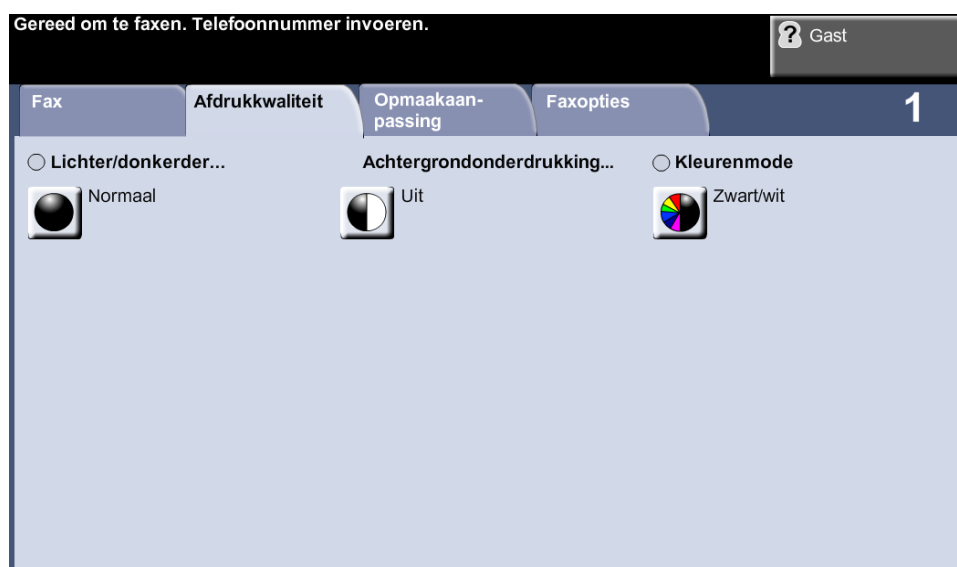 Gereed om te faxen. Telefoonnummer invoeren.
? Gast
Fax
Afdrukkwaliteit
Opmaakaan-
passing
Faxopties
1
Lichter/donkerder...
Achtergrondonderdrukking...
Kleurenmode
Normaal
Uit
Zwart/wit